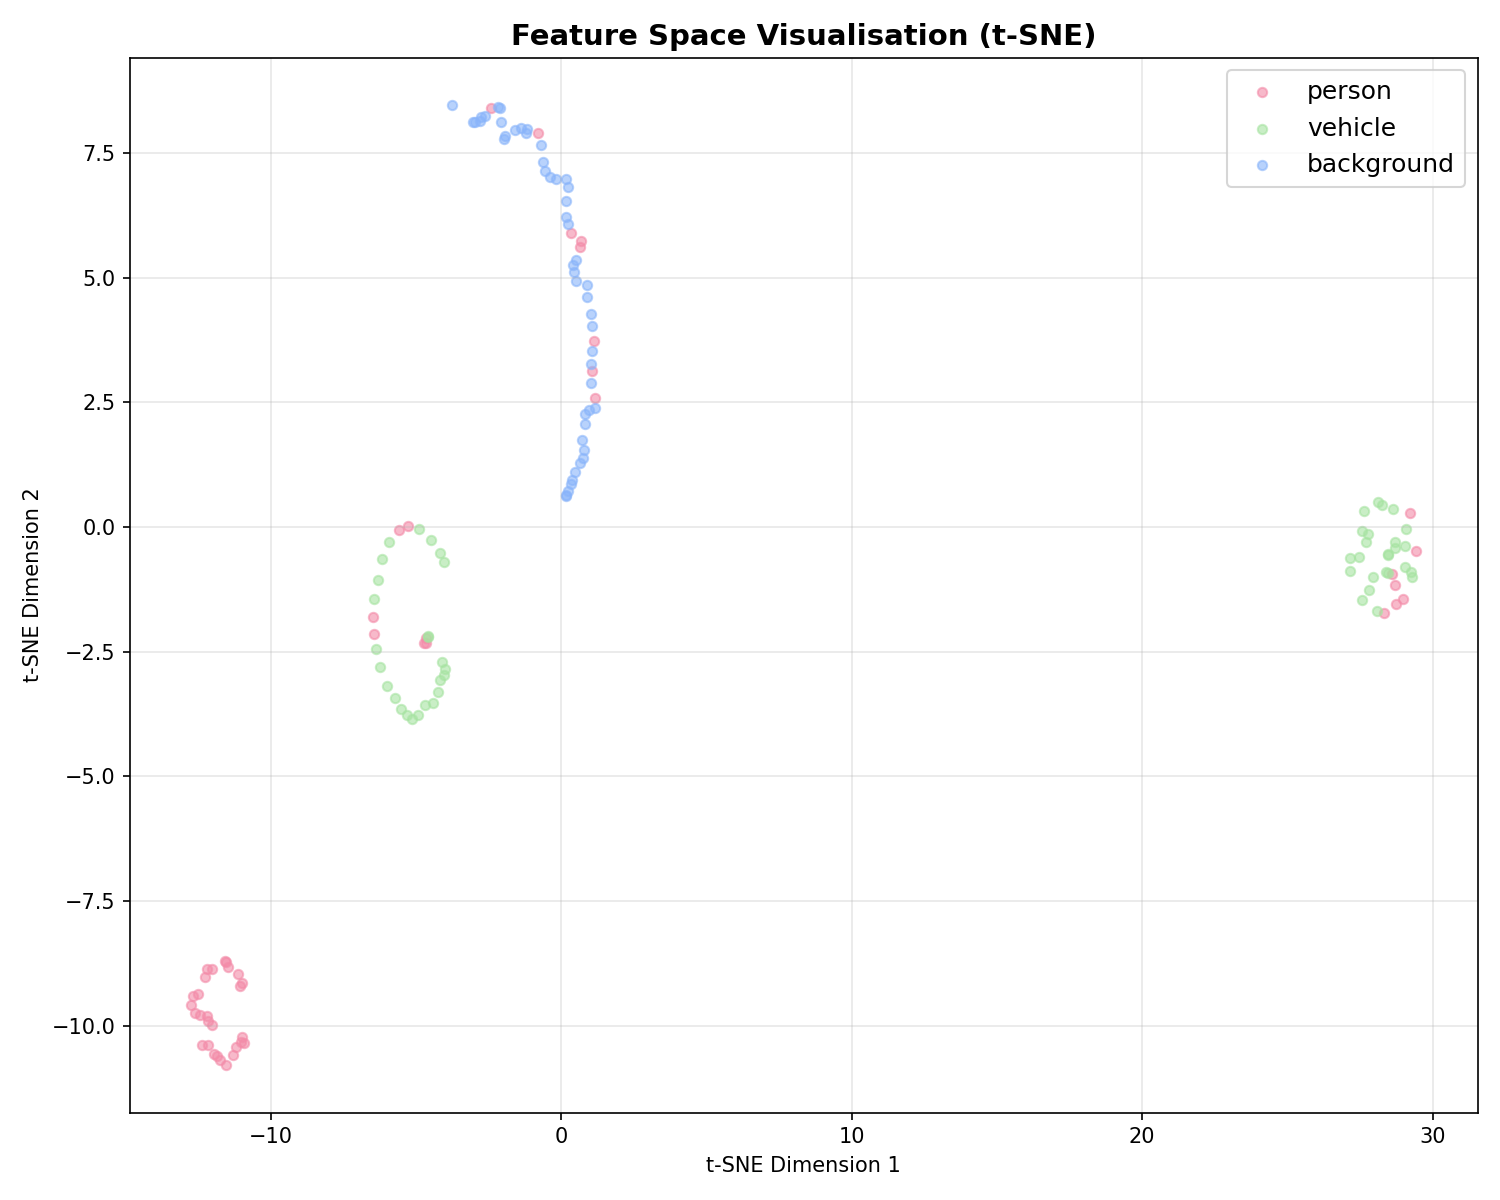 Feature Space Visualisation (t-SNE)
person
vehicle
background
7.5
5.0
2.5
0.0
−2.5
−5.0
−7.5
−10.0
t-SNE Dimension 2
−10
0
10
20
30
t-SNE Dimension 1